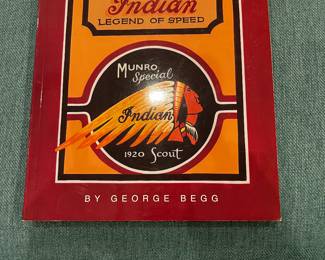 Indian
LEGEND OF SPEED
MUNRO
Special
Indian
1920 Scout
BY GEORGE BEGG